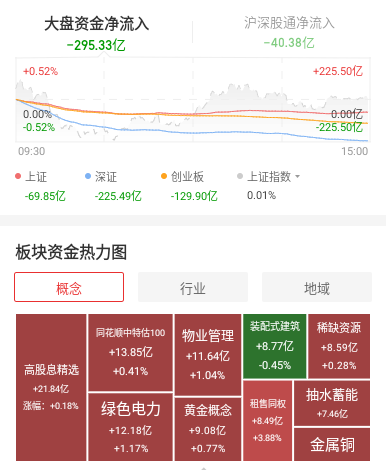 大盘资金净流入
沪深股通净流入
-295.33亿
-40.38亿
+0.52%
+225.50亿
0.00%
0.00亿
-0.52%
-225.50亿
09:30
15:00
上证
深证
创业板
上证指数
-69.85亿
-225.49亿
-129.90亿
0.01%
板块资金热力图
概念
行业
地域
高股息精选
+21.84亿
涨幅：+0.18%
同花顺中特估100
+13.85亿
+0.41%
绿色电力
+12.18亿
+1.17%
物业管理
+11.64亿
+1.04%
黄金概念
+9.08亿
+0.77%
装配式建筑
+8.77亿
-0.45%
稀缺资源
+8.59亿
+0.28%
租售同权
+8.49亿
+3.88%
抽水蓄能
+7.46亿
金属铜